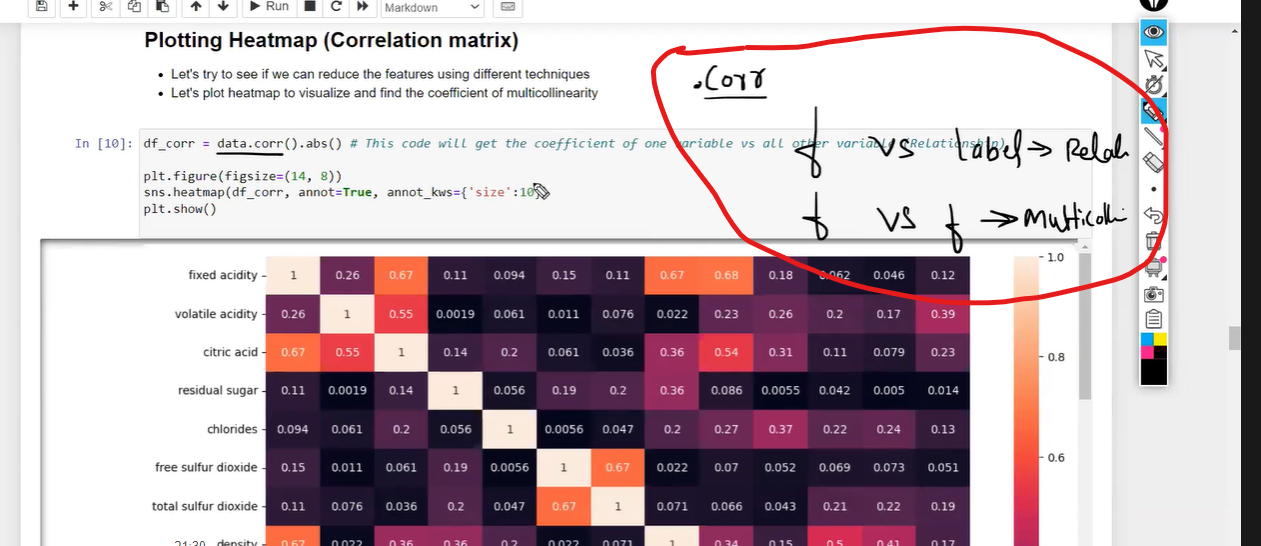 Run
Markdown
Plotting Heatmap (Correlation matrix)
Let's try to see if we can reduce the features using different techniques
Let's plot heatmap to visualize and find the coefficient of multicollinearity
.Corr
In [10]: df_corr = data.corr().abs() # This code will get the coefficient of one variable vs all other variable (Relationship)
f vs label → Relah
plt.figure(figsize=(14, 8))
sns.heatmap(df_corr, annot=True, annot_kws={'size':10
plt.show()
f vs f → Multicolli
fixed acidity 1 0.26 0.67 0.11 0.094 0.15 0.11 0.67 0.68 0.18 0.062 0.046 0.12 1.0
volatile acidity 0.26 1 0.55 0.0019 0.061 0.011 0.076 0.022 0.23 0.26 0.2 0.17 0.39
citric acid 0.67 0.55 1 0.14 0.2 0.061 0.036 0.36 0.54 0.31 0.11 0.079 0.23 0.8
residual sugar 0.11 0.0019 0.14 1 0.056 0.19 0.2 0.36 0.086 0.0055 0.042 0.005 0.014
chlorides 0.094 0.061 0.2 0.056 1 0.0056 0.047 0.2 0.27 0.37 0.22 0.24 0.13
free sulfur dioxide 0.15 0.011 0.061 0.19 0.0056 1 0.67 0.022 0.07 0.052 0.069 0.073 0.051 0.6
total sulfur dioxide 0.11 0.076 0.036 0.2 0.047 0.67 1 0.071 0.066 0.043 0.21 0.22 0.19
21:30 density 0.67 0.022 0.36 0.36 0.2 0.022 0.071 1 0.34 0.15 0.5 0.41 0.17